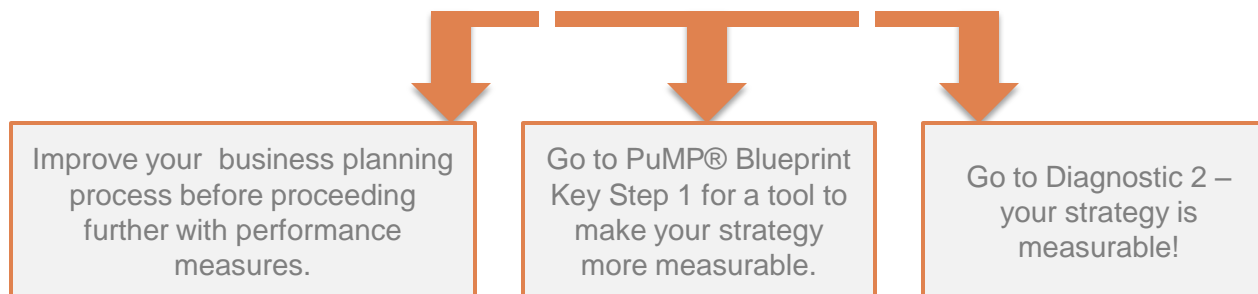 Improve your  business planning
process before proceeding
further with performance
measures.
Go to PuMP® Blueprint
Key Step 1 for a tool to
make your strategy
more measurable.
Go to Diagnostic 2 –
your strategy is
measurable!